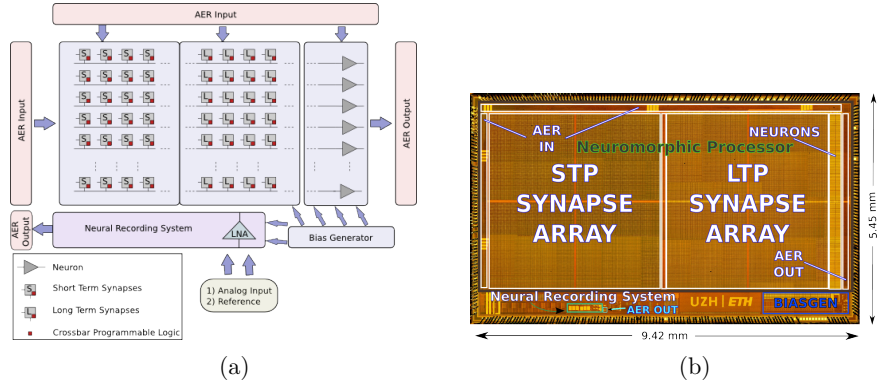 AER Input
AER Input
S S S S
L L L L
S S S S
L L L L
S S S S
L L L L
S S S S
L L L L
S S S S
L L L L
AER Output
AER Output
Neural Recording System
LNA
Bias Generator
1) Analog Input
2) Reference
Neuron
S Short Term Synapses
L Long Term Synapses
Crossbar Programmable Logic
(a)
AER
IN
NEURONS
Neuromorphic Processor
STP
SYNAPSE
ARRAY
LTP
SYNAPSE
ARRAY
AER
OUT
Neural Recording System
AER OUT
UZH | ETH
BIASGEN
5.45 mm
9.42 mm
(b)